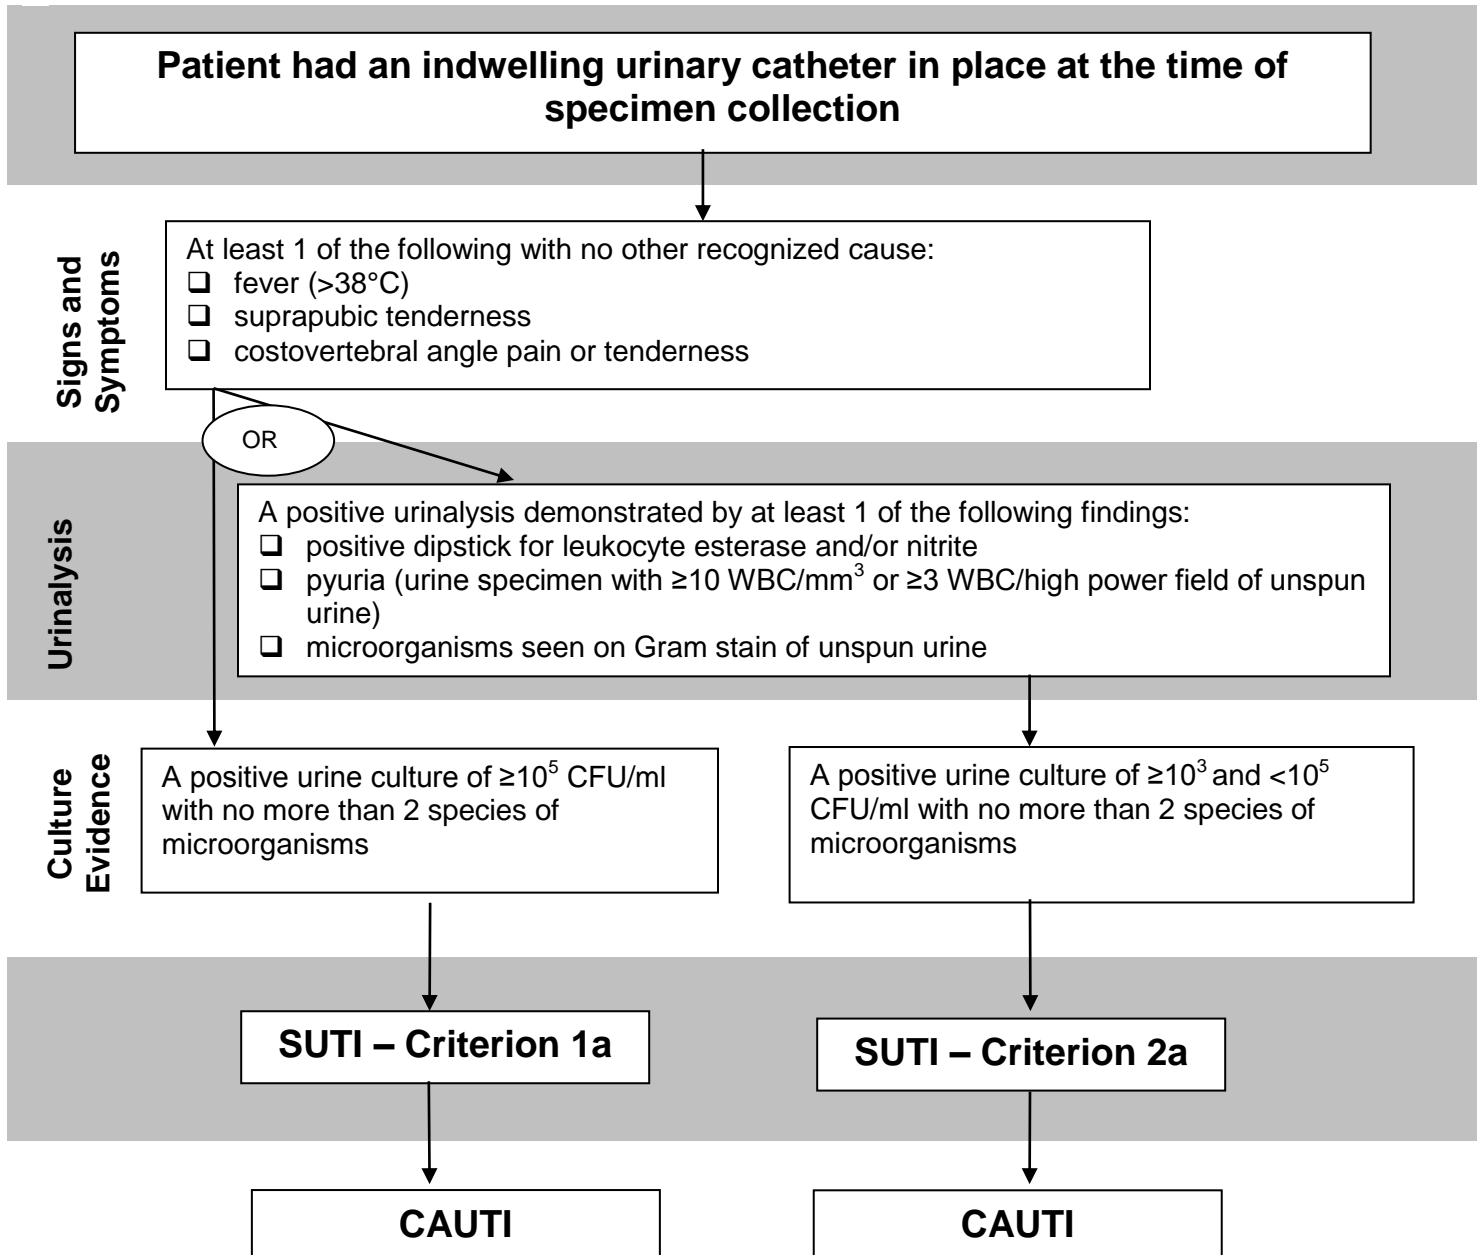 Patient had an indwelling urinary catheter in place at the time of
specimen collection
Signs and
Symptoms
At least 1 of the following with no other recognized cause:
❑ fever (>38°C)
❑ suprapubic tenderness
❑ costovertebral angle pain or tenderness
OR
Urinalysis
A positive urinalysis demonstrated by at least 1 of the following findings:
❑ positive dipstick for leukocyte esterase and/or nitrite
❑ pyuria (urine specimen with ≥10 WBC/mm³ or ≥3 WBC/high power field of unspun
urine)
❑ microorganisms seen on Gram stain of unspun urine
Culture
Evidence
A positive urine culture of ≥10⁵ CFU/ml
with no more than 2 species of
microorganisms
A positive urine culture of ≥10³ and <10⁵
CFU/ml with no more than 2 species of
microorganisms
SUTI – Criterion 1a
SUTI – Criterion 2a
CAUTI
CAUTI